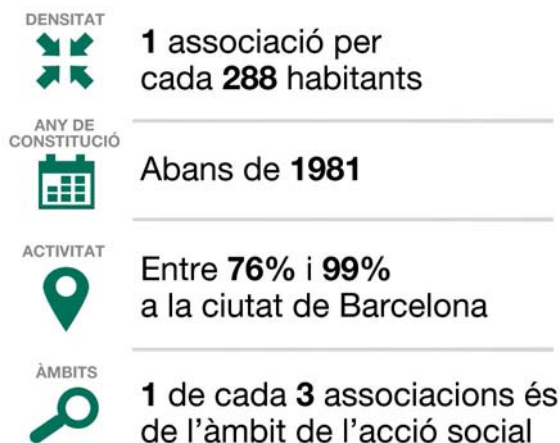 DENSITAT
1 associació per
cada 288 habitants
ANY DE
CONSTITUCIÓ
Abans de 1981
ACTIVITAT
Entre 76% i 99%
a la ciutat de Barcelona
ÀMBITS
1 de cada 3 associacions és
de l'àmbit de l'acció social